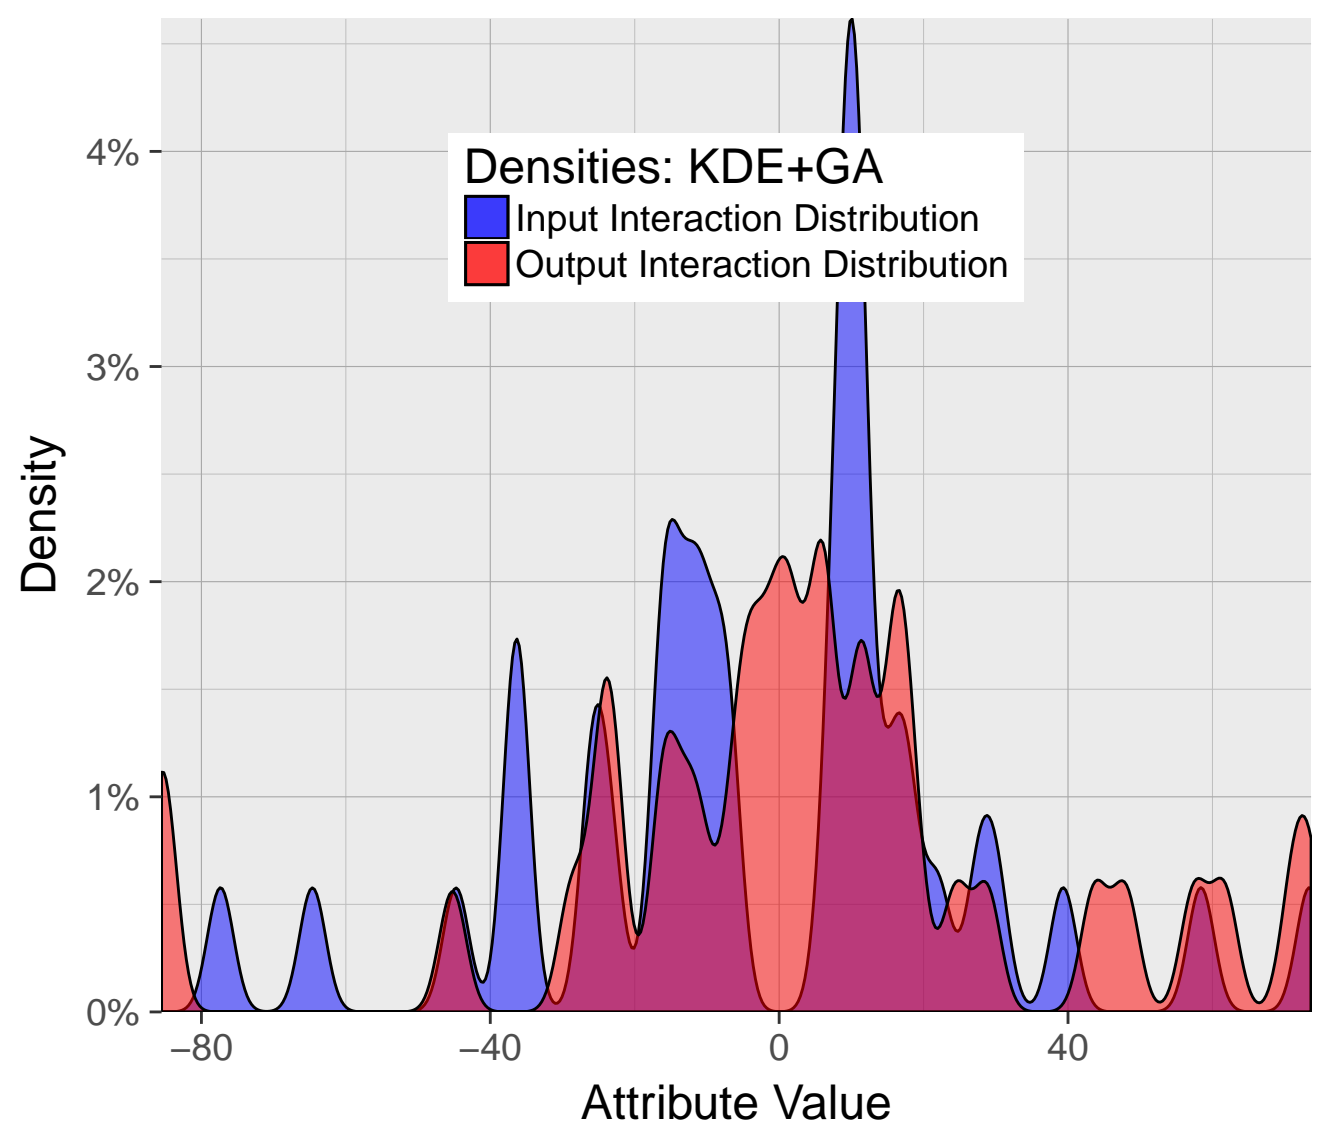 4%
3%
2%
1%
0%
Density
Densities: KDE+GA
Input Interaction Distribution
Output Interaction Distribution
−80
−40
0
40
Attribute Value